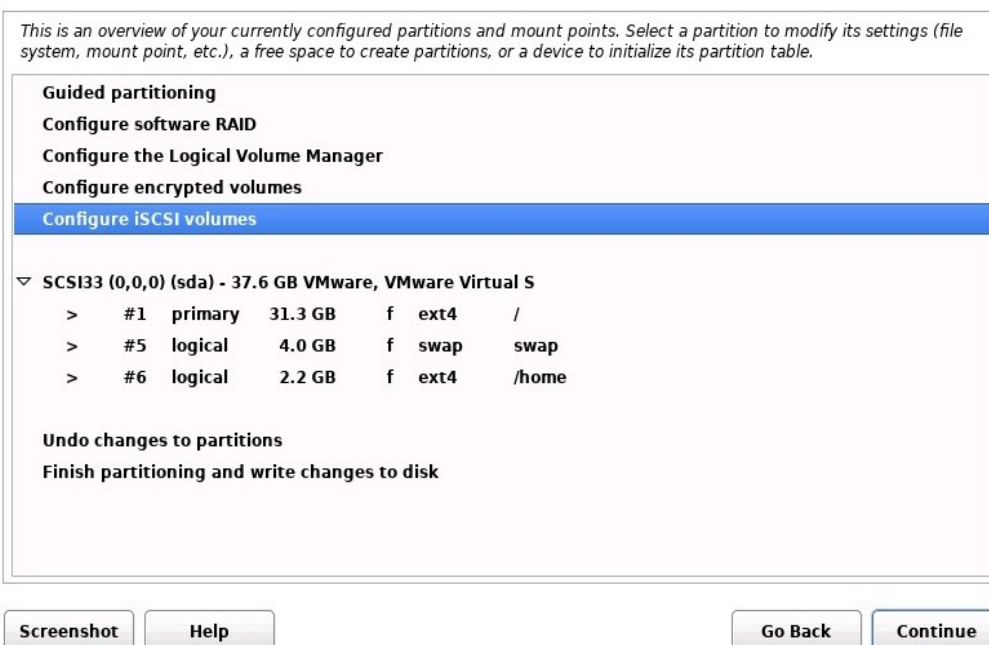 This is an overview of your currently configured partitions and mount points. Select a partition to modify its settings (file
system, mount point, etc.), a free space to create partitions, or a device to initialize its partition table.
Guided partitioning
Configure software RAID
Configure the Logical Volume Manager
Configure encrypted volumes
Configure iSCSI volumes
SCSI33 (0,0,0) (sda) - 37.6 GB VMware, VMware Virtual S
> #1 primary 31.3 GB f ext4 /
> #5 logical 4.0 GB f swap swap
> #6 logical 2.2 GB f ext4 /home
Undo changes to partitions
Finish partitioning and write changes to disk
Screenshot Help Go Back Continue